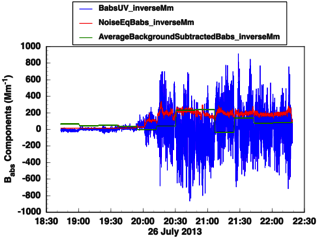 BabsUV_inverseMm
NoiseEqBabs_inverseMm
AverageBackgroundSubtractedBabs_inverseMm
1000
800
600
400
200
0
-200
-400
-600
-800
-1000
Babs Components (Mm-1)
18:30 19:00 19:30 20:00 20:30 21:00 21:30 22:00 22:30
26 July 2013